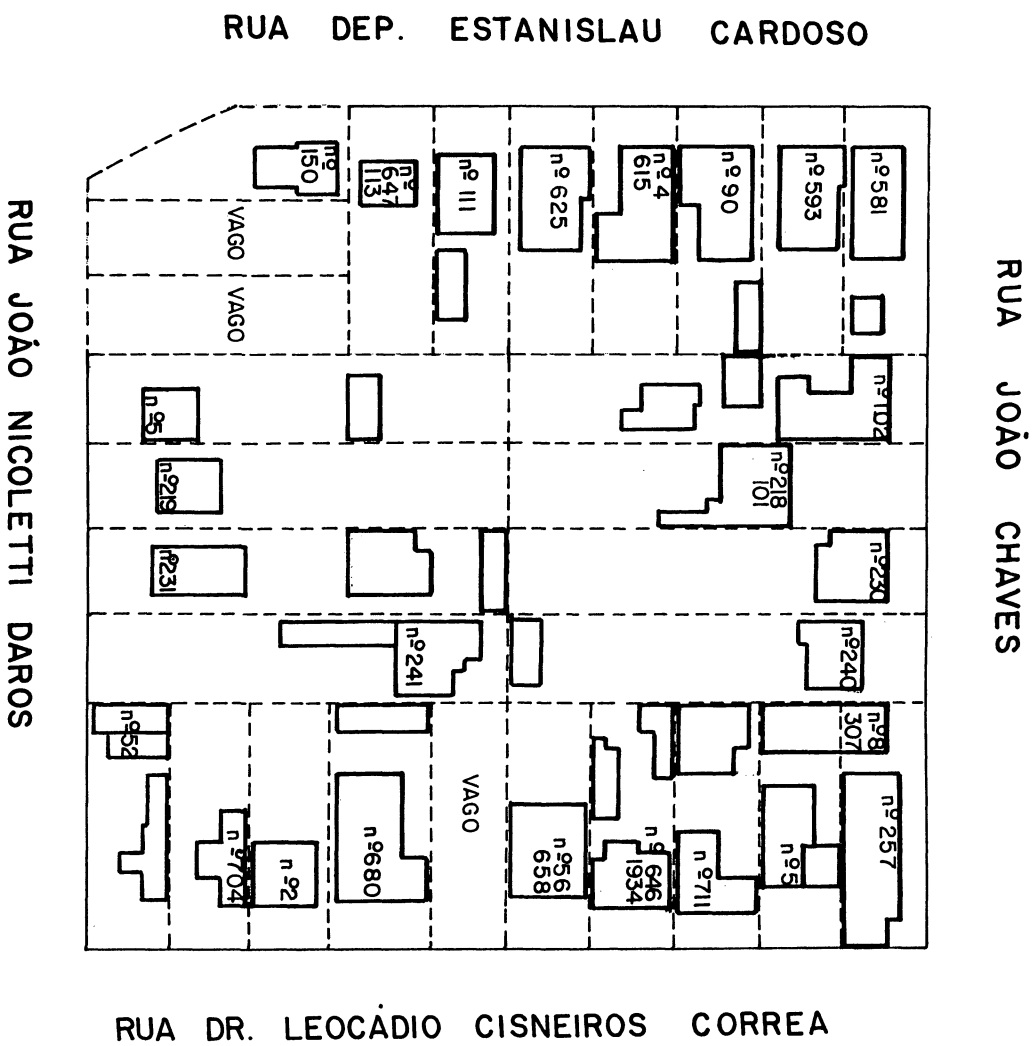 RUA DEP. ESTANISLAU CARDOSO
RUA JOÃO NICOLETTI DAROS
RUA JOÃO CHAVES
nº 150
nº 647
113
nº 111
nº 625
nº 4
615
nº 90
nº 593
nº 581
VAGO
VAGO
nº 5
nº 102
nº 219
nº 218
101
nº 231
nº 230
nº 241
nº 240
nº 52
nº 8
307
VAGO
nº 704
nº 2
nº 680
nº 56
658
nº 646
1934
nº 711
nº 5
nº 257
RUA DR. LEOCÁDIO CISNEIROS CORREA